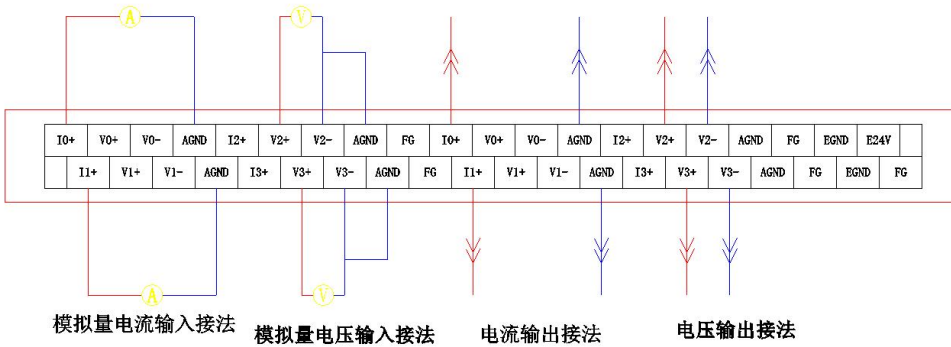 A V
I0+ V0+ V0- AGND I2+ V2+ V2- AGND FG I0+ V0+ V0- AGND I2+ V2+ V2- AGND FG EGND E24V
I1+ V1+ V1- AGND I3+ V3+ V3- AGND FG I1+ V1+ V1- AGND I3+ V3+ V3- AGND FG EGND FG
A V
模拟量电流输入接法 模拟量电压输入接法 电流输出接法 电压输出接法